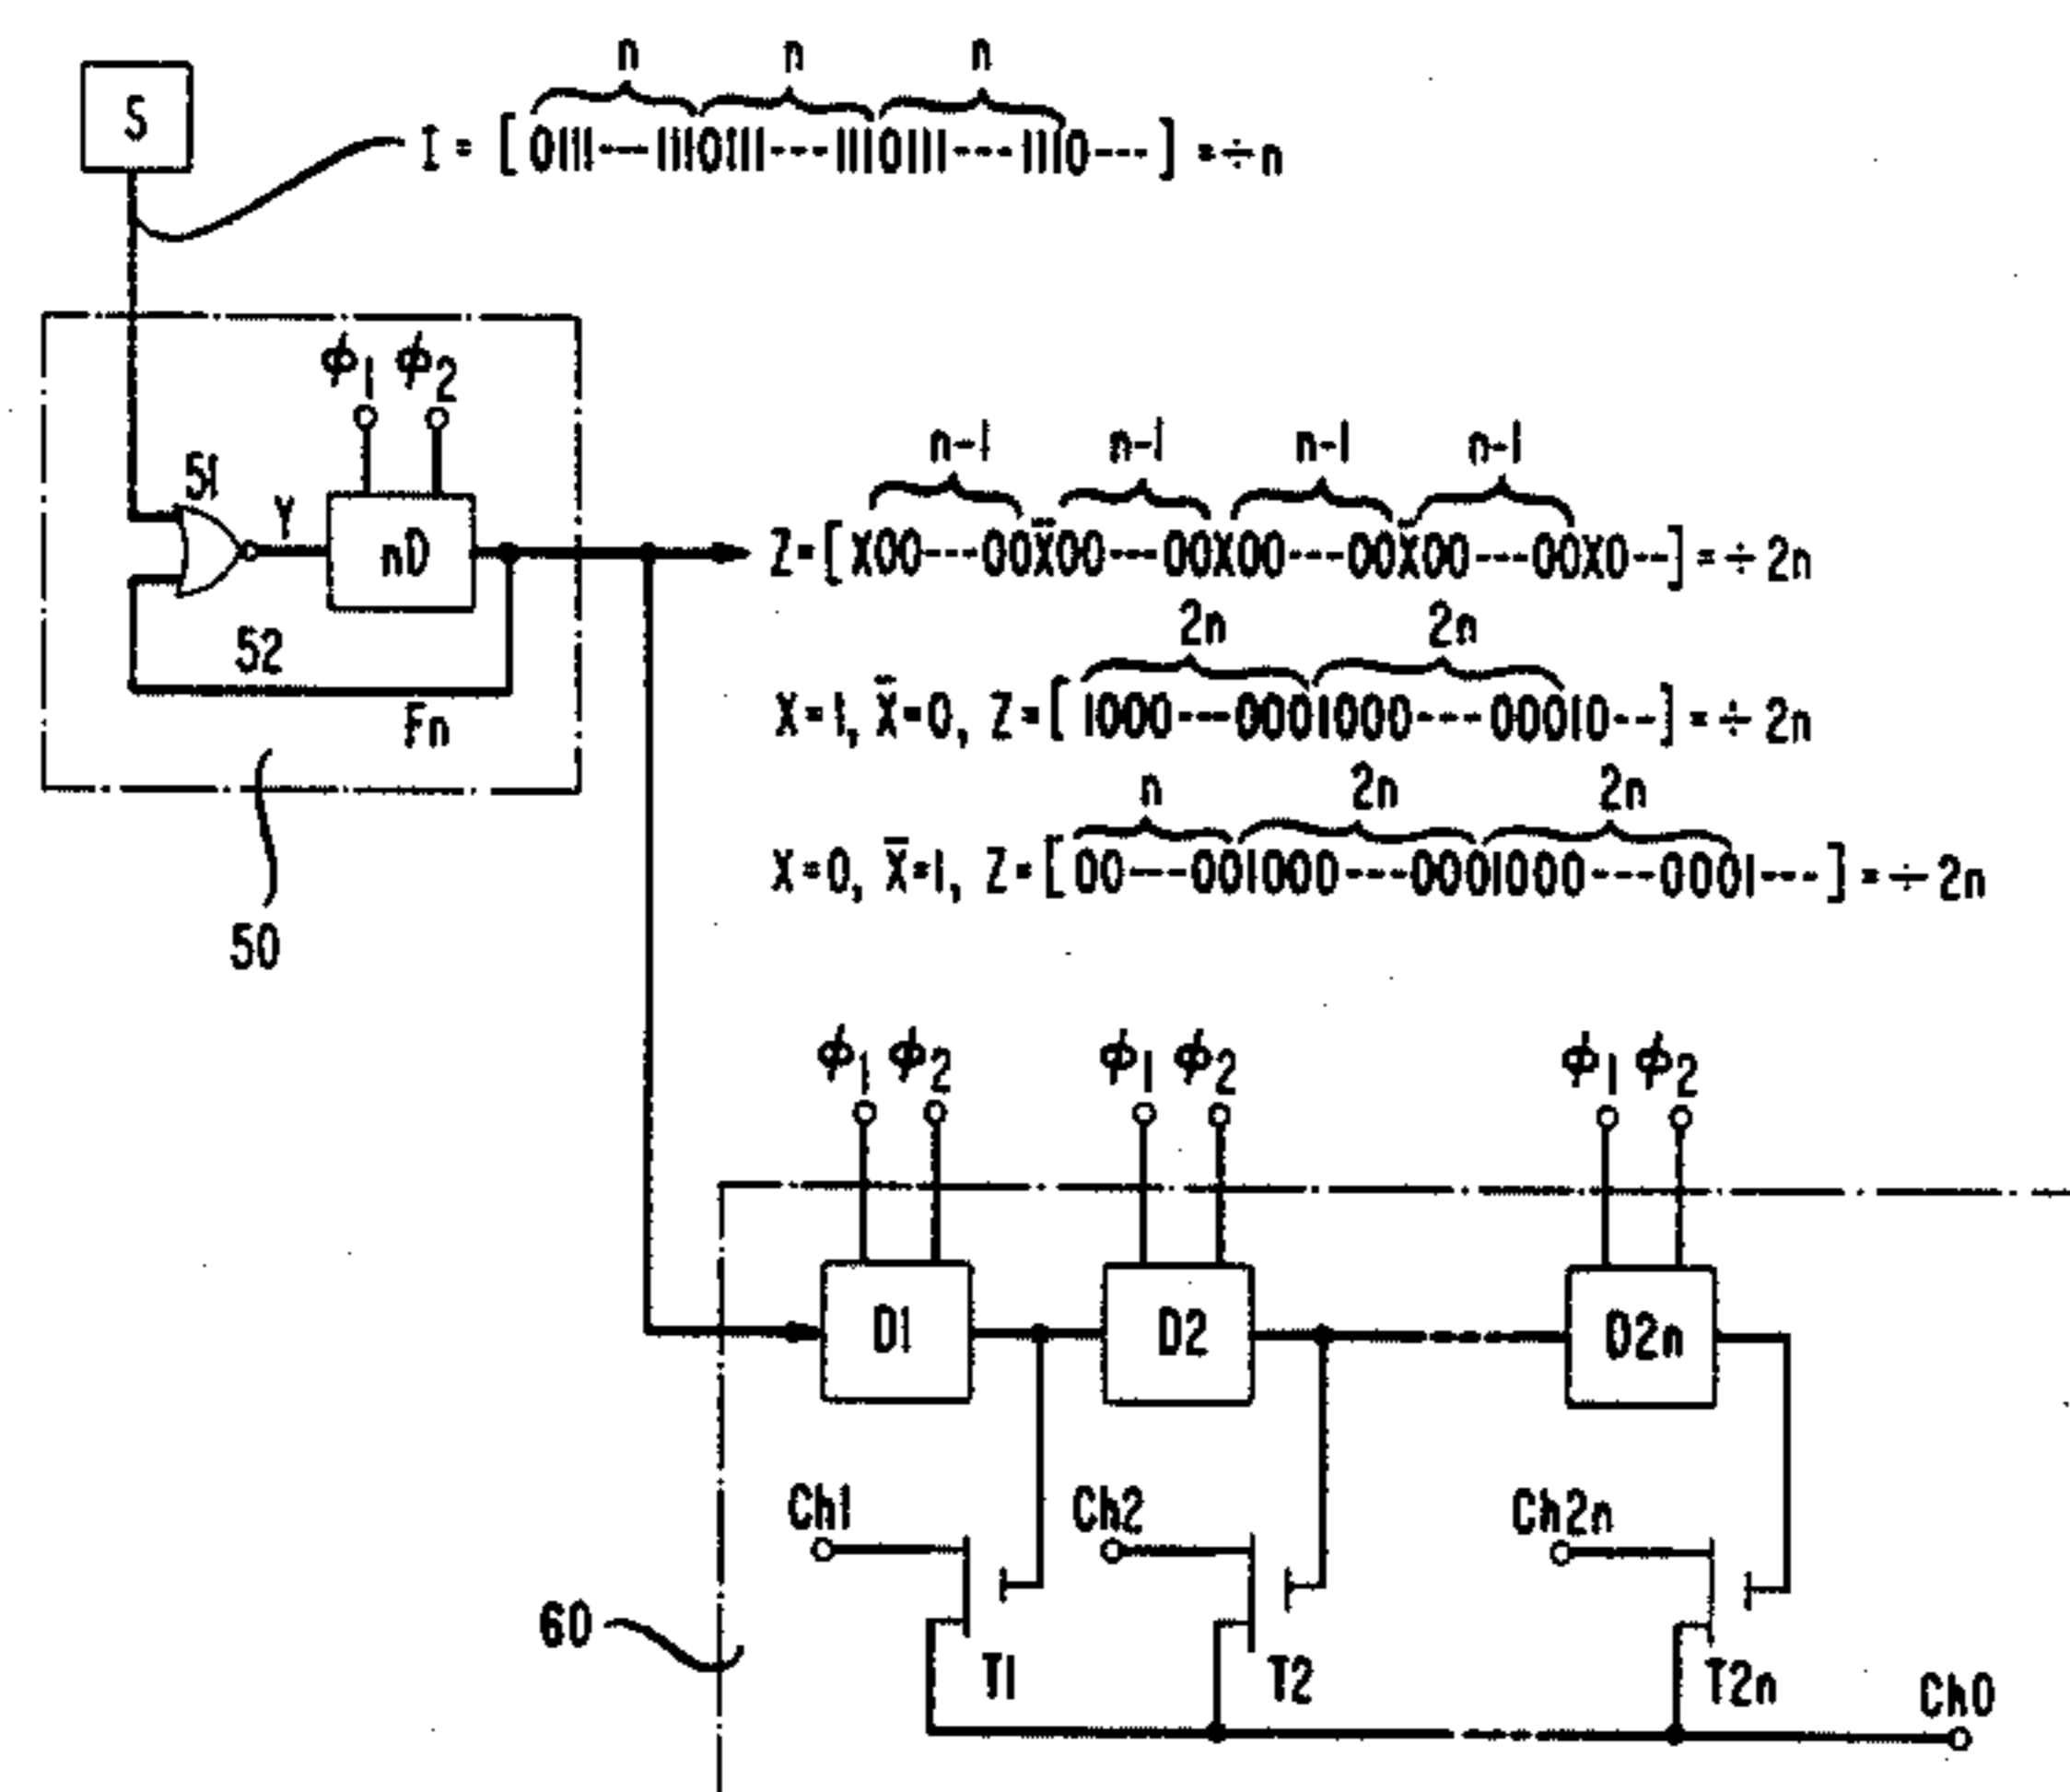 n n n
S
I = [0111---1110111---1110111---1110---] = ÷n
ϕ1 ϕ2
n-1 n-1 n-1 n-1
51
Y
nD
Z=[X00---00X̄00---00X00---00X̄00---00X0--]=÷2n
52
2n 2n
X=1, X̄=0, Z=[1000---0001000---00010--]=÷2n
Fn
n 2n 2n
X=0, X̄=1, Z=[00---001000---0001000---0001---]=÷2n
50
ϕ1 ϕ2 ϕ1 ϕ2 ϕ1 ϕ2
D1 D2 D2n
Ch1 Ch2 Ch2n
60
T1 T2 T2n Ch0